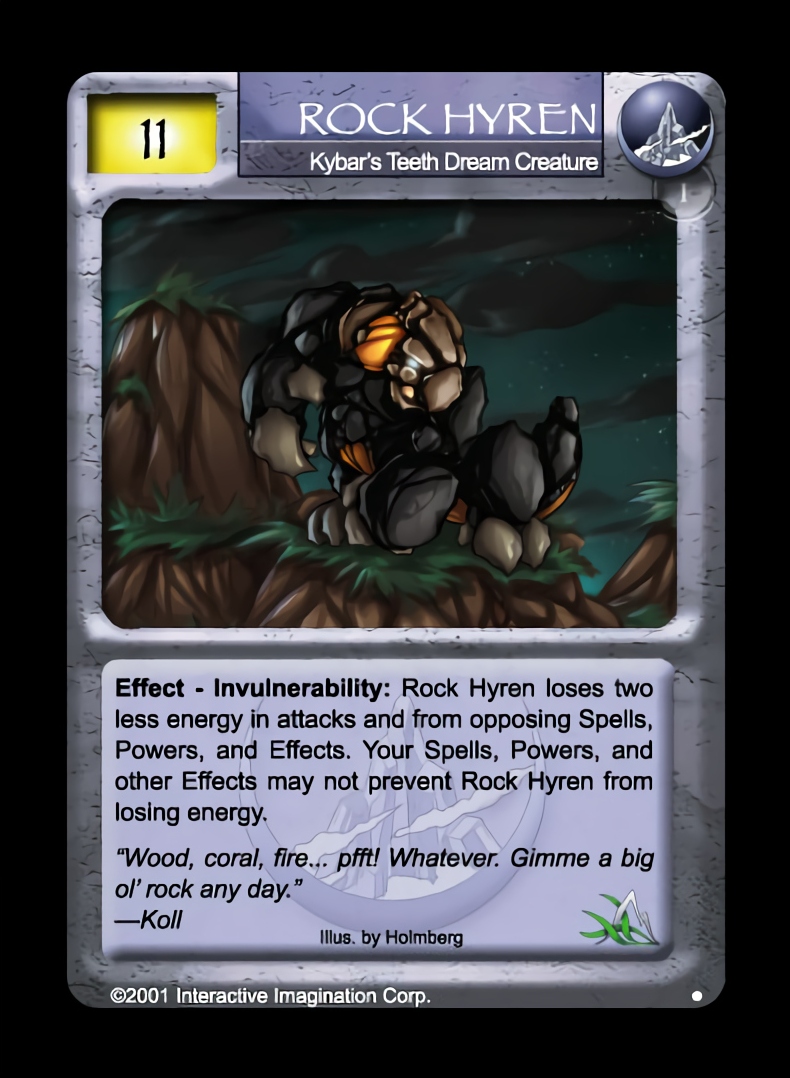 11
ROCK HYREN
Kybar's Teeth Dream Creature
I
Effect - Invulnerability: Rock Hyren loses two
less energy in attacks and from opposing Spells,
Powers, and Effects. Your Spells, Powers, and
other Effects may not prevent Rock Hyren from
losing energy.
“Wood, coral, fire... pfft! Whatever. Gimme a big
ol’ rock any day.”
—Koll
Illus. by Holmberg
©2001 Interactive Imagination Corp.